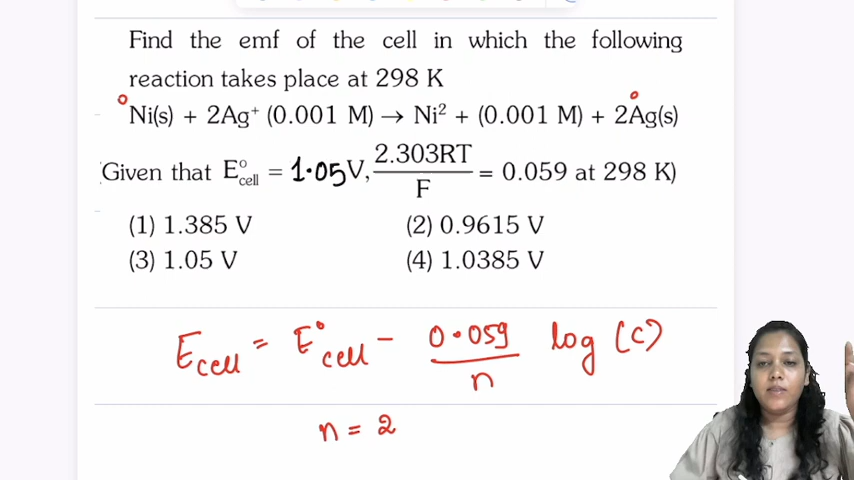 Find the emf of the cell in which the following
reaction takes place at 298 K
Ni(s) + 2Ag⁺ (0.001 M) → Ni² + (0.001 M) + 2Ag(s)
Given that E°cell = 1.05V, 2.303RT/F = 0.059 at 298 K)
(1) 1.385 V (2) 0.9615 V
(3) 1.05 V (4) 1.0385 V
Ecell = E°cell - 0.059/n log (c)
n = 2